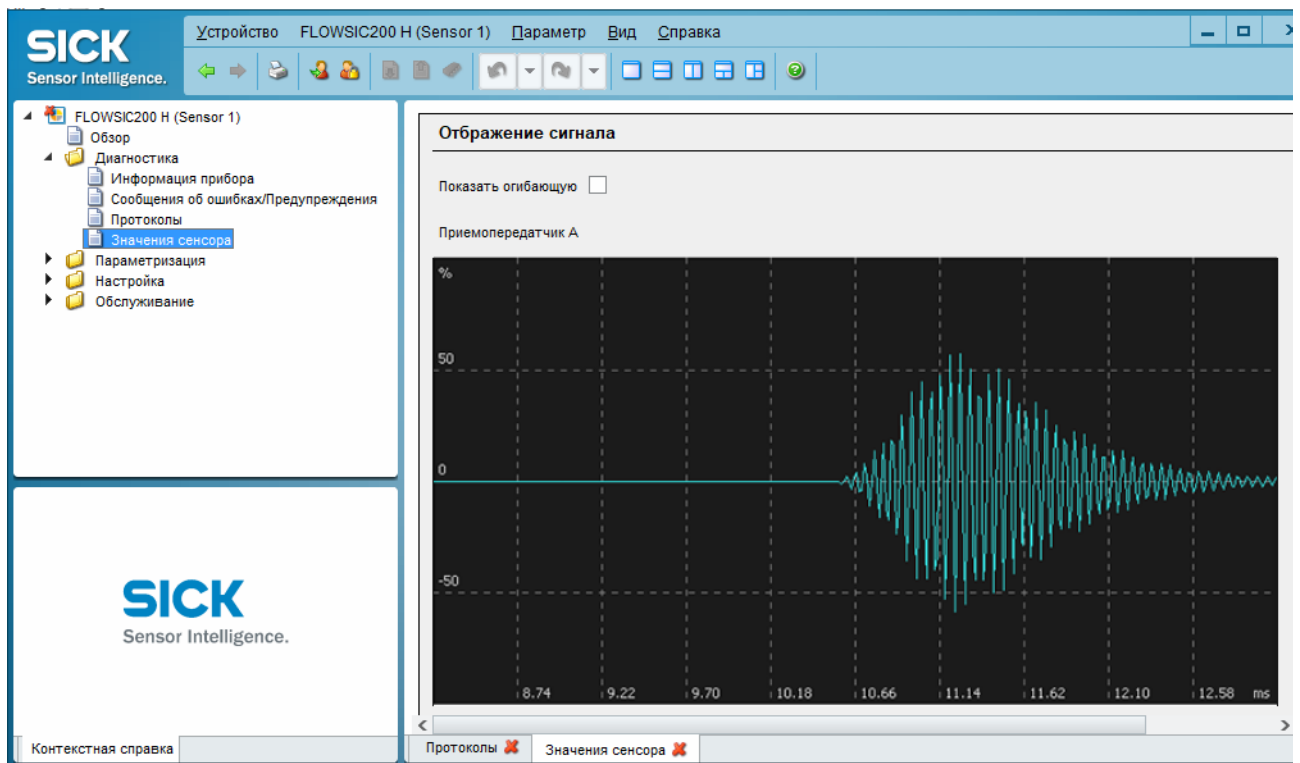 SICK
Sensor Intelligence.
Устройство FLOWSIC200 H (Sensor 1) Параметр Вид Справка
FLOWSIC200 H (Sensor 1)
Обзор
Диагностика
Информация прибора
Сообщения об ошибках/Предупреждения
Протоколы
Значения сенсора
Параметризация
Настройка
Обслуживание
SICK
Sensor Intelligence.
Контекстная справка
Отбражение сигнала
Показать огибающую
Приемопередатчик A
%
50
0
-50
8.74 9.22 9.70 10.18 10.66 11.14 11.62 12.10 12.58 ms
Протоколы Значения сенсора